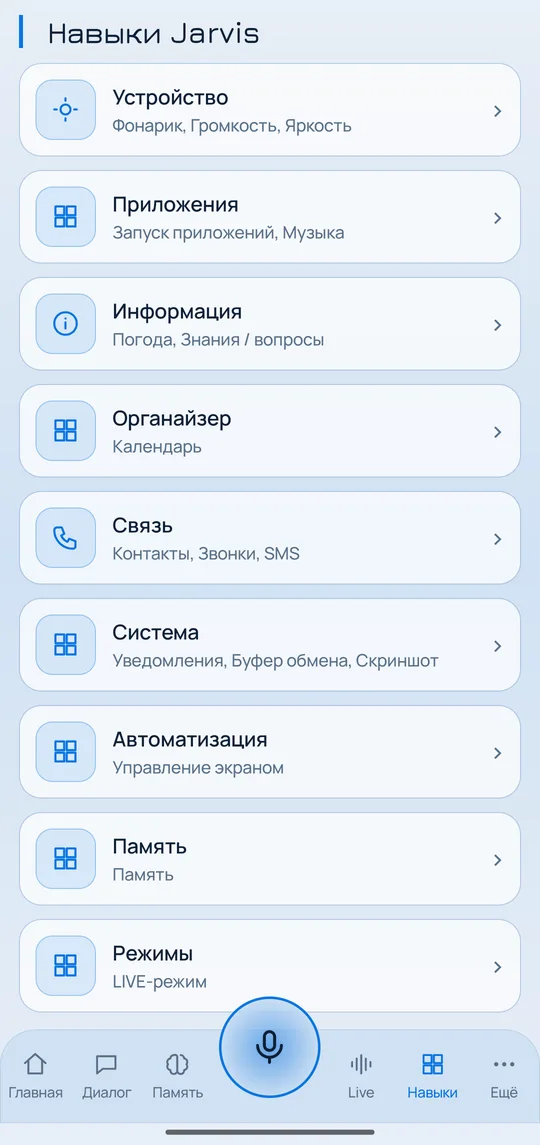 Навыки Jarvis
Устройство
Фонарик, Громкость, Яркость
Приложения
Запуск приложений, Музыка
Информация
Погода, Знания / вопросы
Органайзер
Календарь
Связь
Контакты, Звонки, SMS
Система
Уведомления, Буфер обмена, Скриншот
Автоматизация
Управление экраном
Память
Память
Режимы
LIVE-режим
Главная
Диалог
Память
Live
Навыки
Ещё